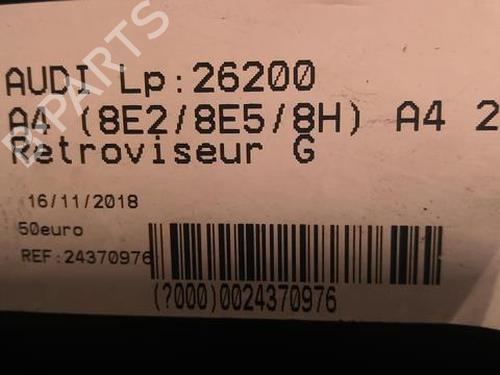 PARTS
AUDI Lp:26200
A4 (8E2/8E5/8H) A4 2
Retroviseur G
16/11/2018
50euro
REF:24370976
(?000)0024370976